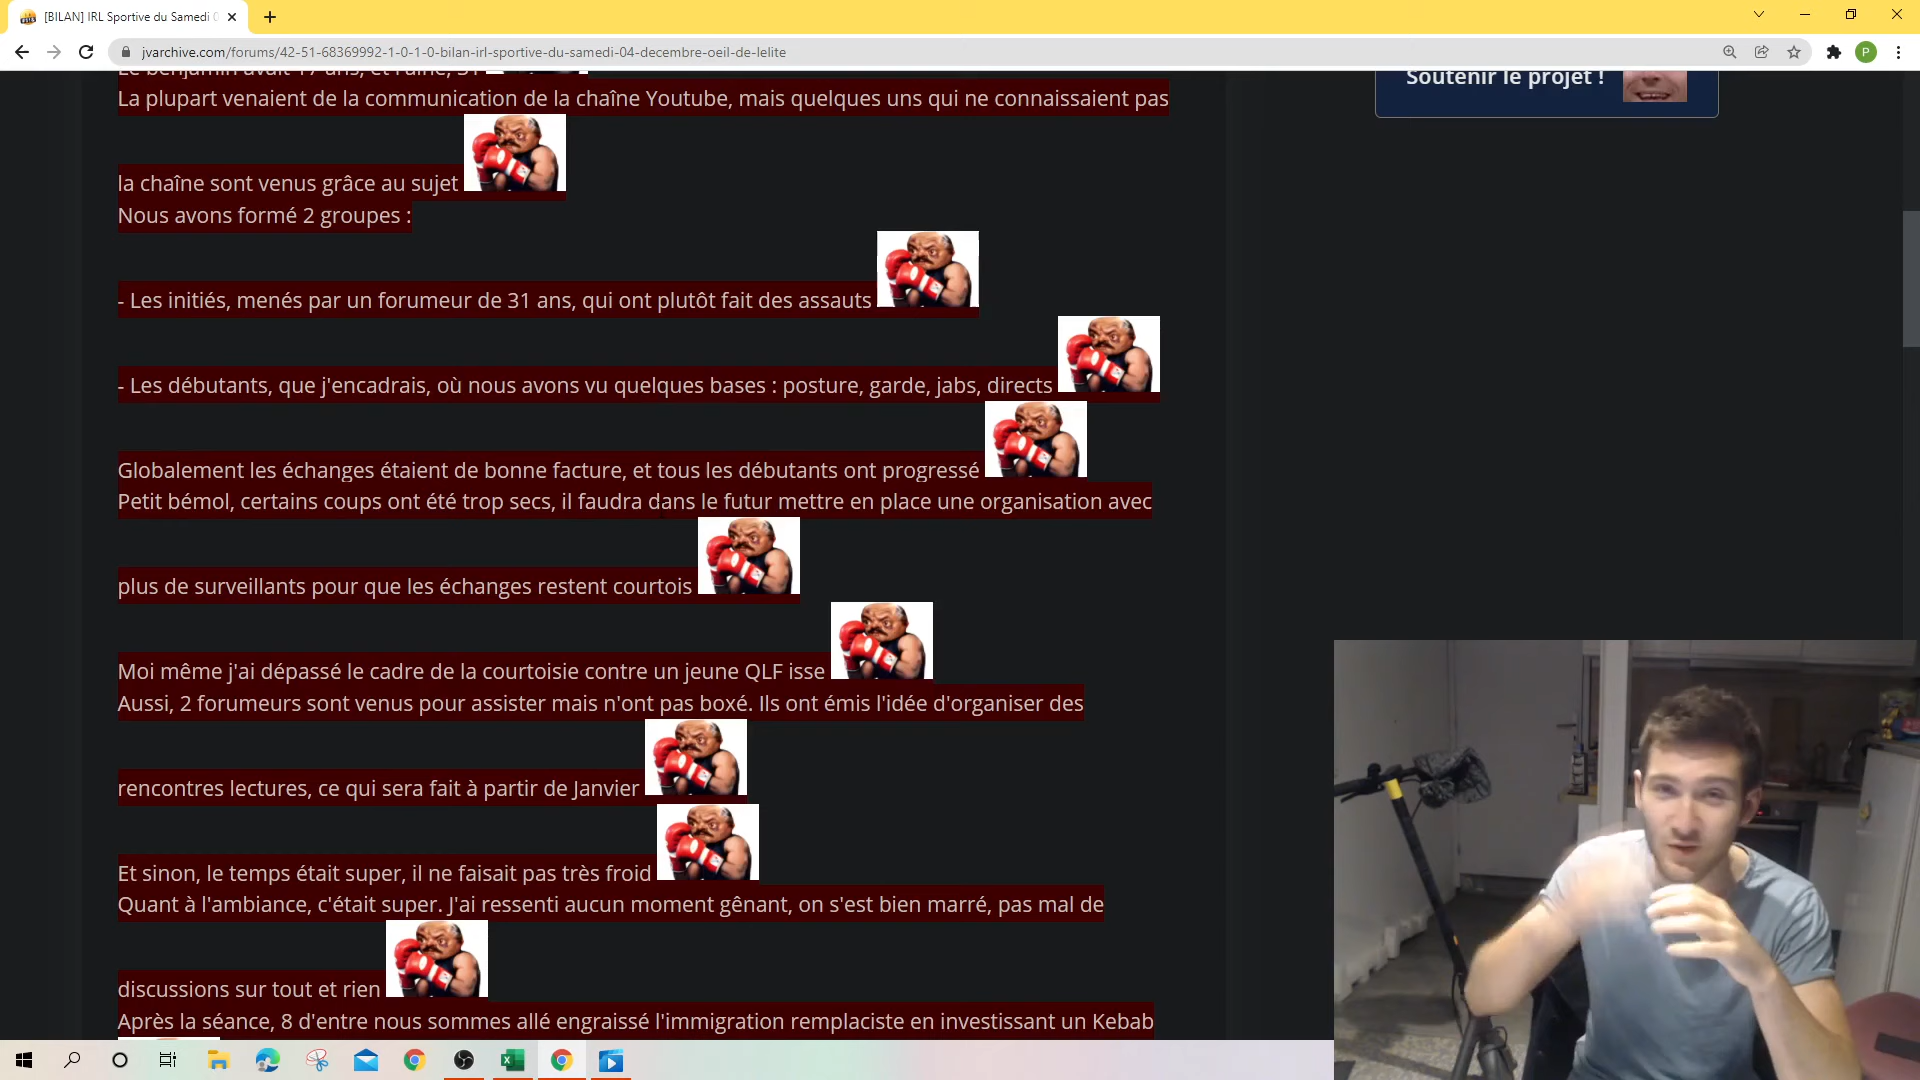 [BILAN] IRL Sportive du Samedi 0
jvarchive.com/forums/42-51-68369992-1-0-1-0-bilan-irl-sportive-du-samedi-04-decembre-oeil-de-lelite
P
Le benjamin avait 17 ans, et l'ainé, 31
La plupart venaient de la communication de la chaîne Youtube, mais quelques uns qui ne connaissaient pas
la chaîne sont venus grâce au sujet
Nous avons formé 2 groupes :
- Les initiés, menés par un forumeur de 31 ans, qui ont plutôt fait des assauts
- Les débutants, que j'encadrais, où nous avons vu quelques bases : posture, garde, jabs, directs
Globalement les échanges étaient de bonne facture, et tous les débutants ont progressé
Petit bémol, certains coups ont été trop secs, il faudra dans le futur mettre en place une organisation avec
plus de surveillants pour que les échanges restent courtois
Moi même j'ai dépassé le cadre de la courtoisie contre un jeune QLF isse
Aussi, 2 forumeurs sont venus pour assister mais n'ont pas boxé. Ils ont émis l'idée d'organiser des
rencontres lectures, ce qui sera fait à partir de Janvier
Et sinon, le temps était super, il ne faisait pas très froid
Quant à l'ambiance, c'était super. J'ai ressenti aucun moment gênant, on s'est bien marré, pas mal de
discussions sur tout et rien
Après la séance, 8 d'entre nous sommes allé engraissé l'immigration remplaciste en investissant un Kebab
Soutenir le projet !